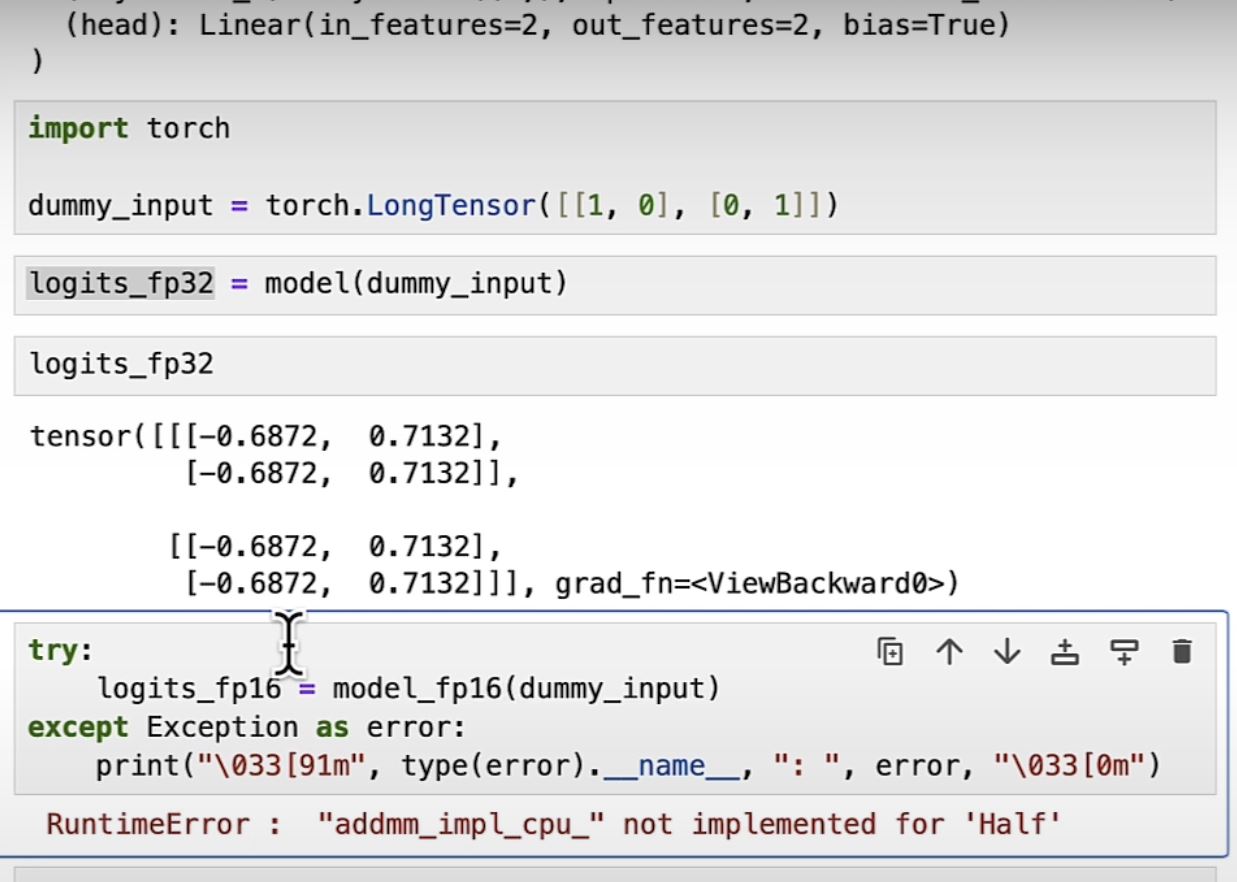 (head): Linear(in_features=2, out_features=2, bias=True)
)
import torch
dummy_input = torch.LongTensor([[1, 0], [0, 1]])
logits_fp32 = model(dummy_input)
logits_fp32
tensor([[[-0.6872,  0.7132],
         [-0.6872,  0.7132]],
        [[-0.6872,  0.7132],
         [-0.6872,  0.7132]]], grad_fn=<ViewBackward0>)
try:
    logits_fp16 = model_fp16(dummy_input)
except Exception as error:
    print("\033[91m", type(error).__name__, ": ", error, "\033[0m")
RuntimeError :  "addmm_impl_cpu_" not implemented for 'Half'